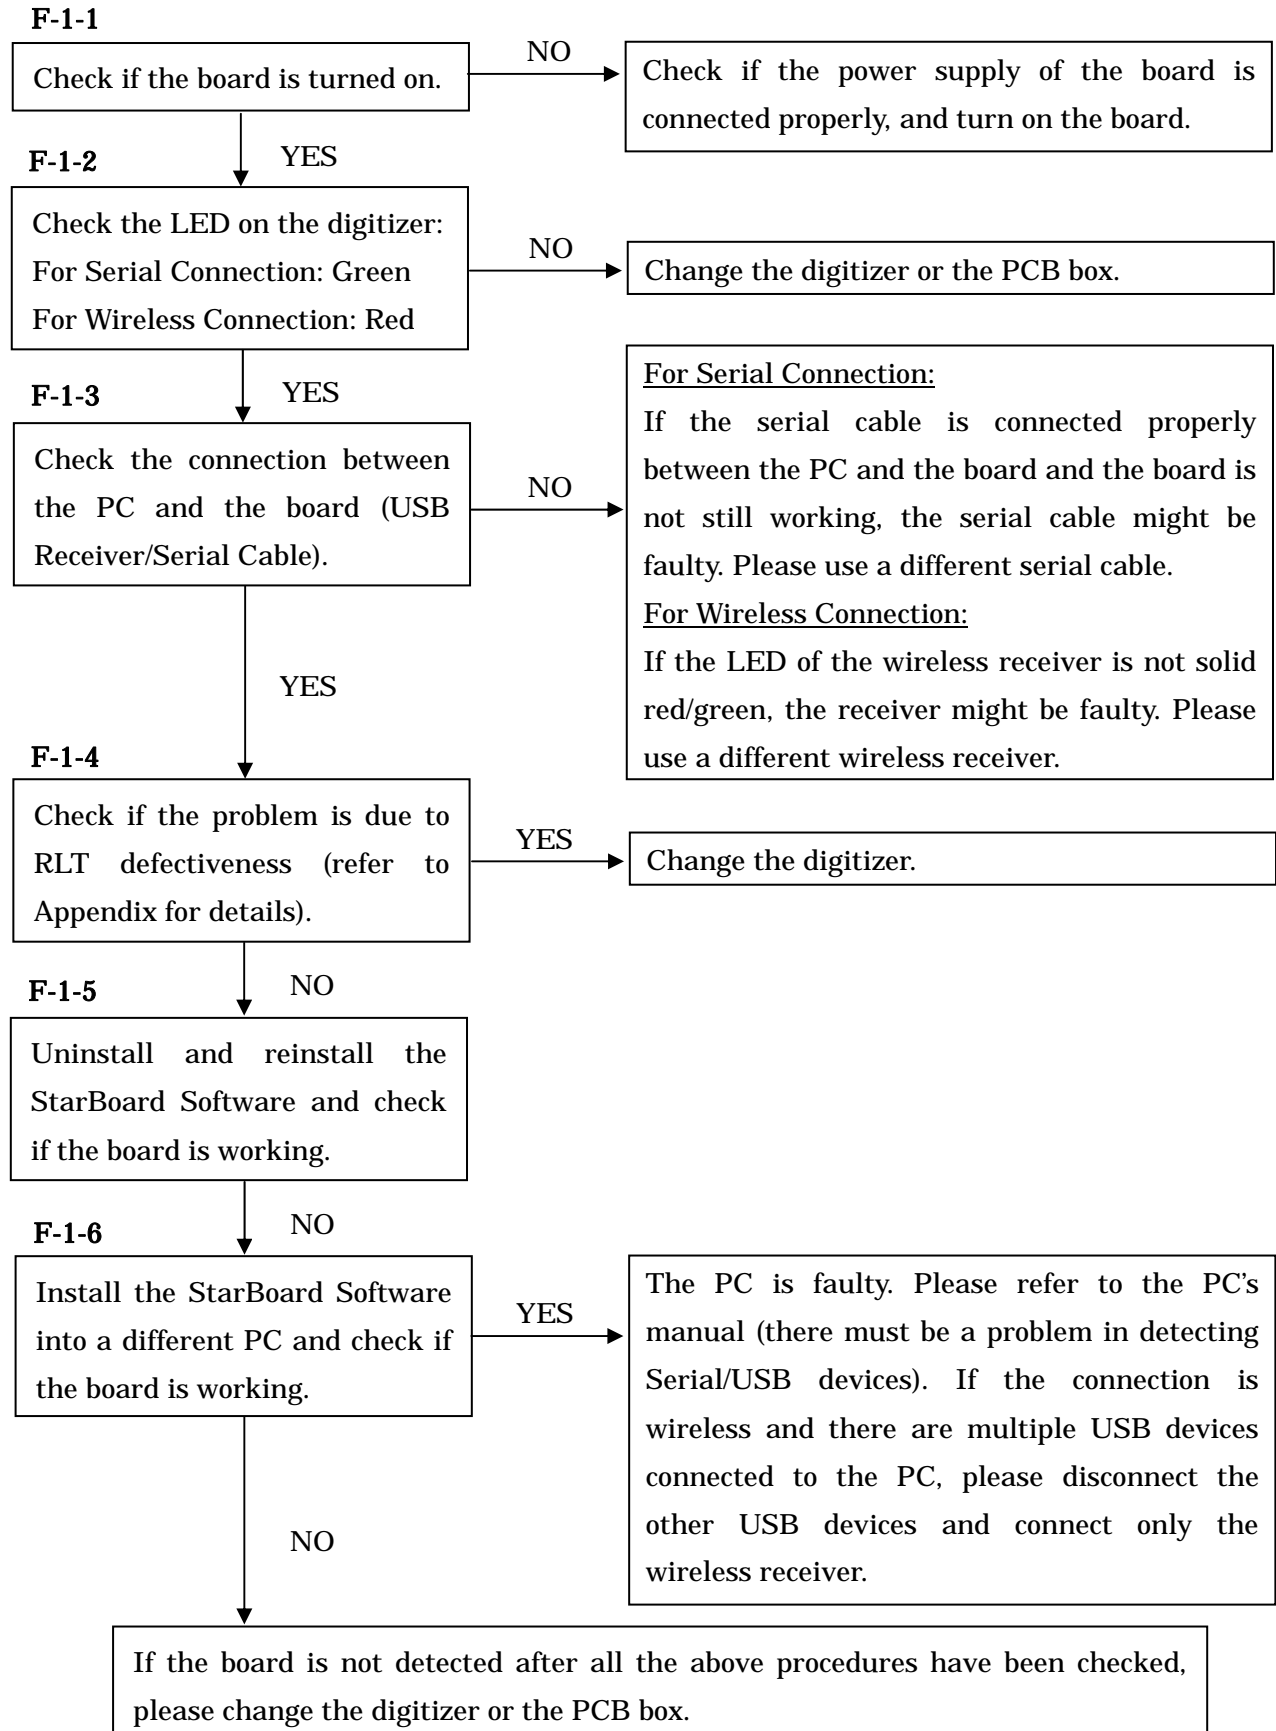 F-1-1
Check if the board is turned on.
NO
Check if the power supply of the board is
connected properly, and turn on the board.
YES
F-1-2
Check the LED on the digitizer:
For Serial Connection: Green
For Wireless Connection: Red
NO
Change the digitizer or the PCB box.
YES
F-1-3
Check the connection between
the PC and the board (USB
Receiver/Serial Cable).
NO
For Serial Connection:
If the serial cable is connected properly
between the PC and the board and the board is
not still working, the serial cable might be
faulty. Please use a different serial cable.
For Wireless Connection:
If the LED of the wireless receiver is not solid
red/green, the receiver might be faulty. Please
use a different wireless receiver.
YES
F-1-4
Check if the problem is due to
RLT defectiveness (refer to
Appendix for details).
YES
Change the digitizer.
NO
F-1-5
Uninstall and reinstall the
StarBoard Software and check
if the board is working.
NO
F-1-6
Install the StarBoard Software
into a different PC and check if
the board is working.
YES
The PC is faulty. Please refer to the PC's
manual (there must be a problem in detecting
Serial/USB devices). If the connection is
wireless and there are multiple USB devices
connected to the PC, please disconnect the
other USB devices and connect only the
wireless receiver.
NO
If the board is not detected after all the above procedures have been checked,
please change the digitizer or the PCB box.